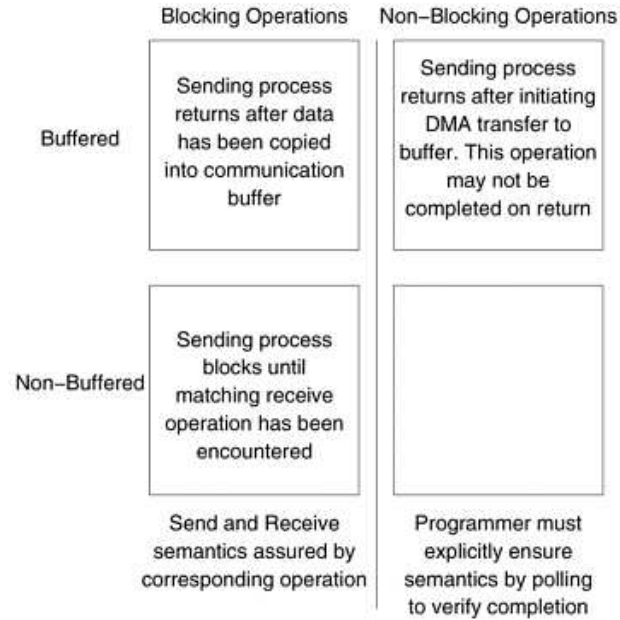 Blocking Operations
Non–Blocking Operations
Buffered
Sending process
returns after data
has been copied
into communication
buffer
Sending process
returns after initiating
DMA transfer to
buffer. This operation
may not be
completed on return
Non–Buffered
Sending process
blocks until
matching receive
operation has been
encountered
Send and Receive
semantics assured by
corresponding operation
Programmer must
explicitly ensure
semantics by polling
to verify completion